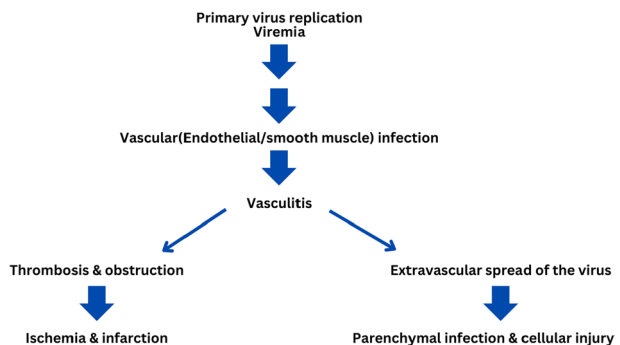 Primary virus replication
Viremia
Vascular(Endothelial/smooth muscle) infection
Vasculitis
Thrombosis & obstruction
Extravascular spread of the virus
Ischemia & infarction
Parenchymal infection & cellular injury